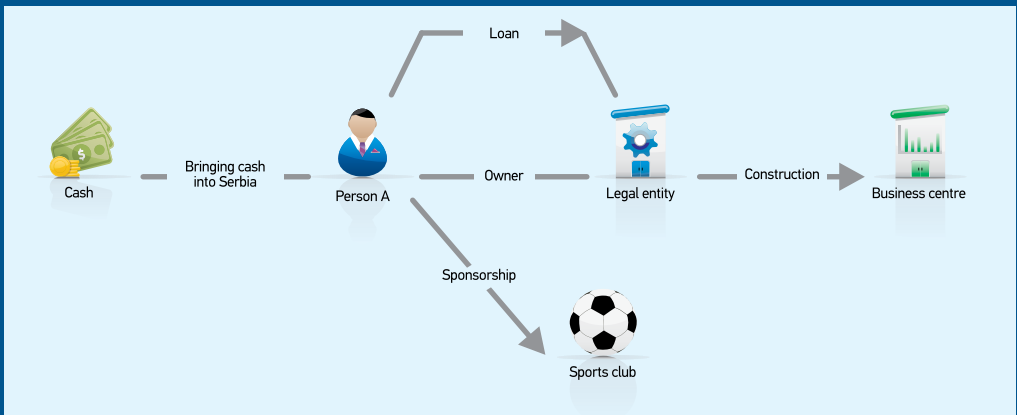 Loan
Cash
Bringing cash
into Serbia
Person A
Owner
Legal entity
Construction
Business centre
Sponsorship
Sports club
$